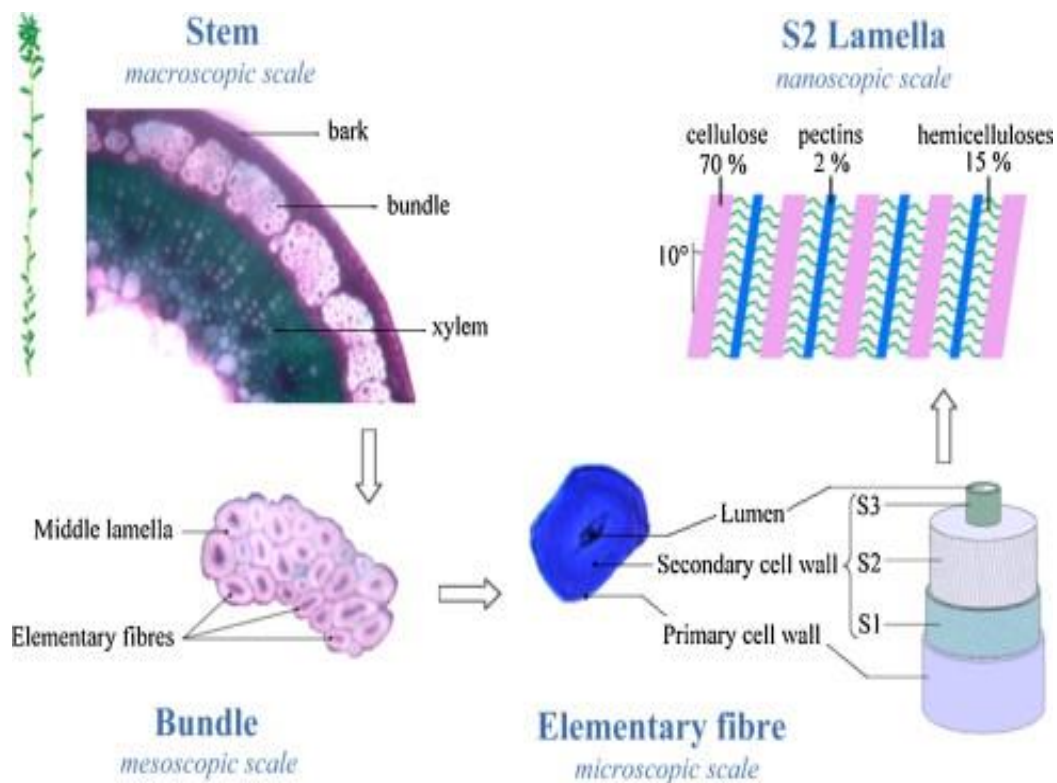 Stem
macroscopic scale
bark
bundle
xylem
S2 Lamella
nanoscopic scale
cellulose
70 %
pectins
2 %
hemicelluloses
15 %
10°
Middle lamella
Elementary fibres
Bundle
mesoscopic scale
Lumen
Secondary cell wall
Primary cell wall
S3
S2
S1
Elementary fibre
microscopic scale